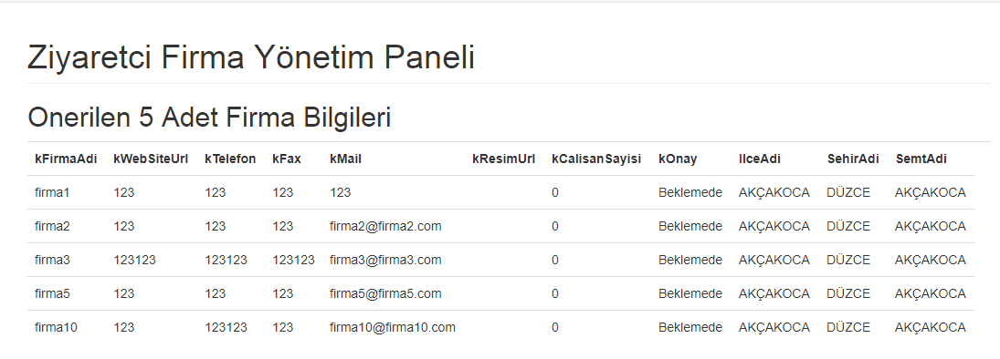 Ziyaretci Firma Yönetim Paneli
Onerilen 5 Adet Firma Bilgileri
kFirmaAdi kWebSiteUrl kTelefon kFax kMail kResimUrl kCalisanSayisi kOnay IlceAdi SehirAdi SemtAdi
firma1 123 123 123 123 0 Beklemede AKÇAKOCA DÜZCE AKÇAKOCA
firma2 123 123 123 firma2@firma2.com 0 Beklemede AKÇAKOCA DÜZCE AKÇAKOCA
firma3 123123 123123 123123 firma3@firma3.com 0 Beklemede AKÇAKOCA DÜZCE AKÇAKOCA
firma5 123 123 123 firma5@firma5.com 0 Beklemede AKÇAKOCA DÜZCE AKÇAKOCA
firma10 123 123123 123 firma10@firma10.com 0 Beklemede AKÇAKOCA DÜZCE AKÇAKOCA